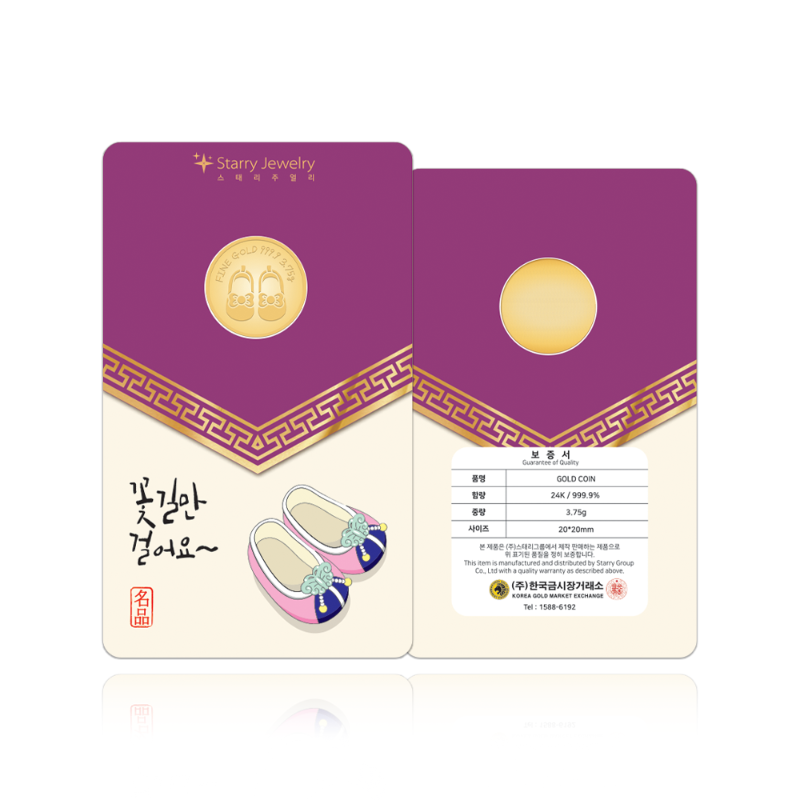 Starry Jewelry
스타리주얼리
FINE GOLD 999.9 3.75g
꽃길만
걸어요~
名品
보 증 서
Guarantee of Quality
품명 GOLD COIN
함량 24K / 999.9%
중량 3.75g
사이즈 20*20mm
본 제품은 (주)스태리그룹에서 제작 판매하는 제품으로
위 표기된 품질을 정히 보증합니다.
This item is manufactured and distributed by Starry Group
Co., Ltd with a quality warranty as described above.
(주)한국금시장거래소
KOREA GOLD MARKET EXCHANGE
Tel : 1588-6192